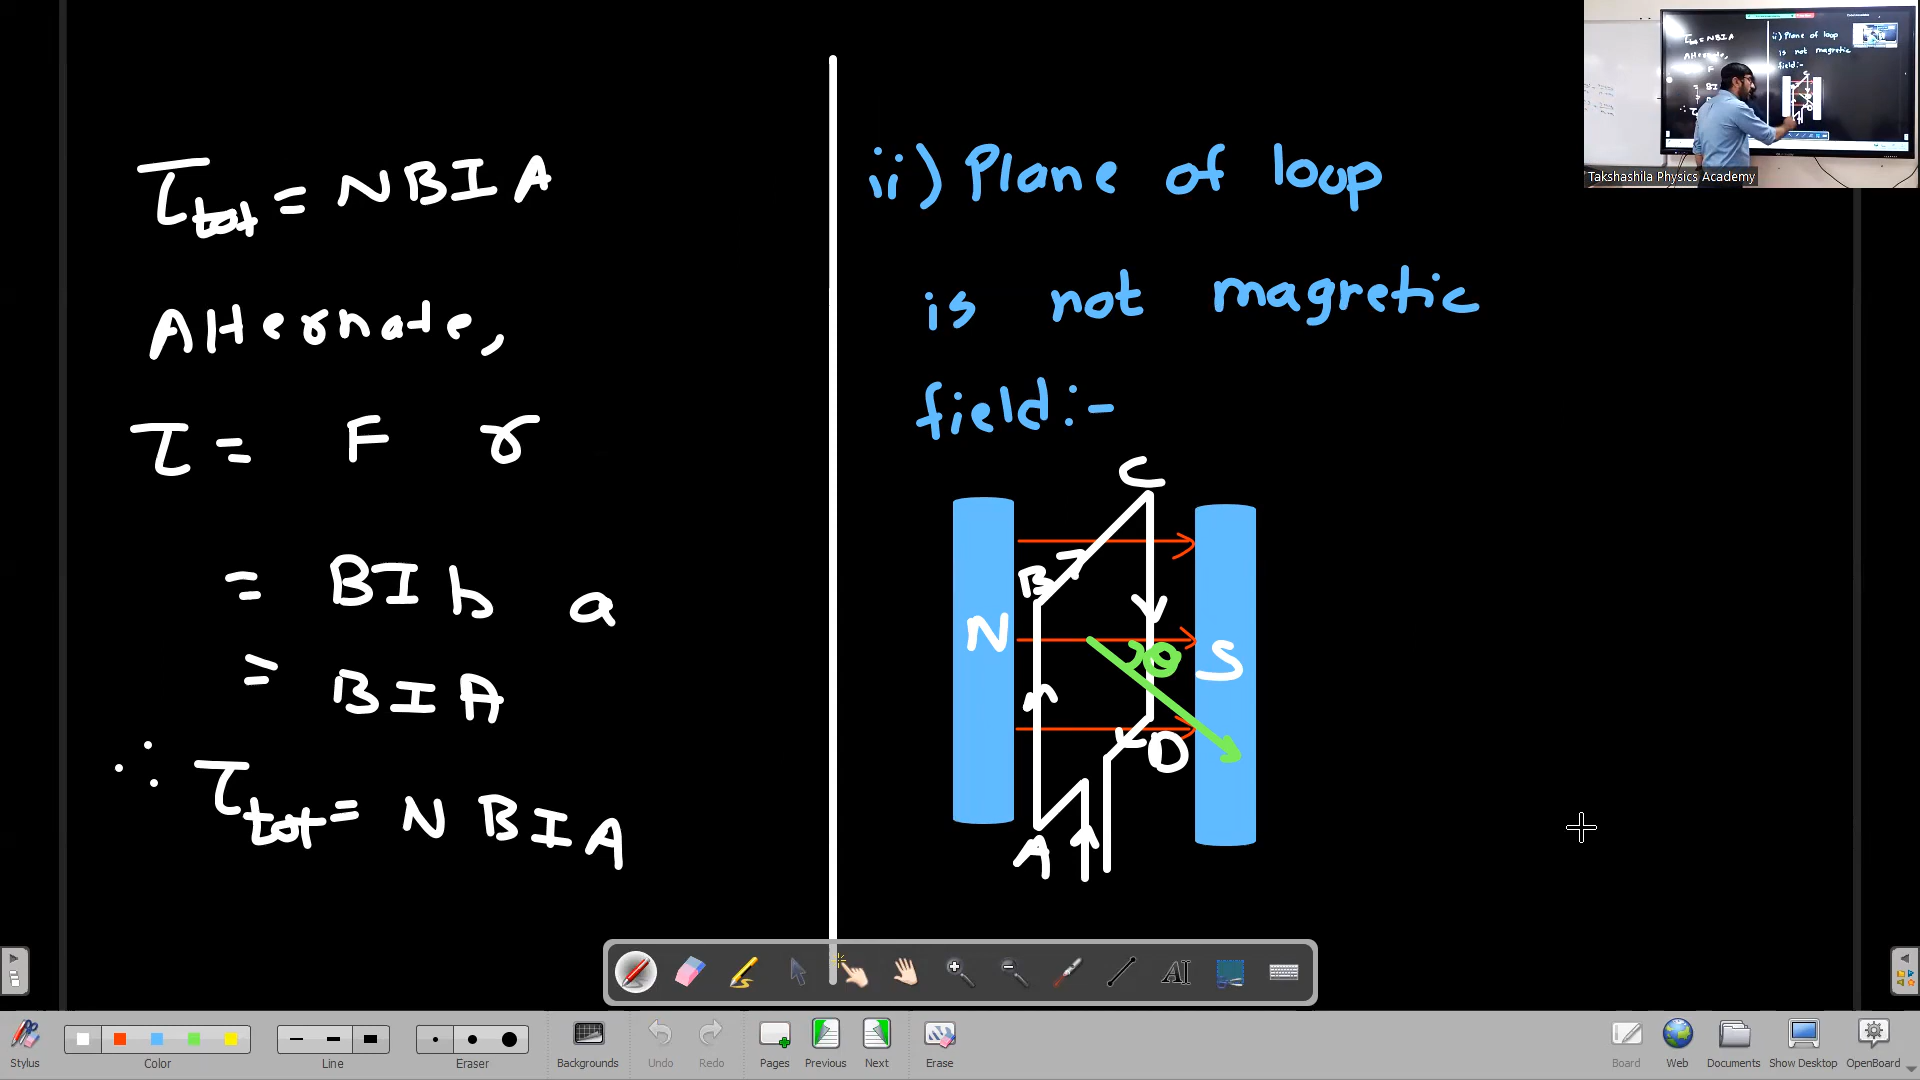 τtot = NBIA
Alternate,
τ = F r
= BIb a
= BIA
∴ τtot = NBIA
ii) Plane of loop
is not magnetic
field:-
C
B
N
θ
S
D
A
Takshashila Physics Academy
Stylus
Color
Line
Eraser
Backgrounds
Undo
Redo
Pages
Previous
Next
Erase
Board
Web
Documents
Show Desktop
OpenBoard